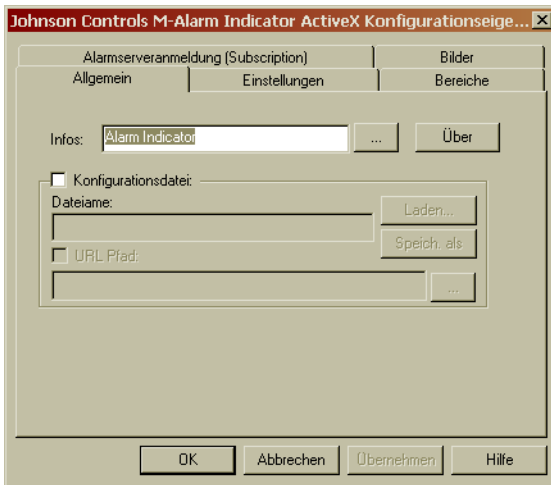 Johnson Controls M-Alarm Indicator ActiveX Konfigurationseige...
Alarmserveranmeldung (Subscription) Bilder
Allgemein Einstellungen Bereiche
Infos: Alarm Indicator ... Über
Konfigurationsdatei:
Dateiame:
Laden...
Speich. als
URL Pfad:
...
OK Abbrechen Übernehmen Hilfe